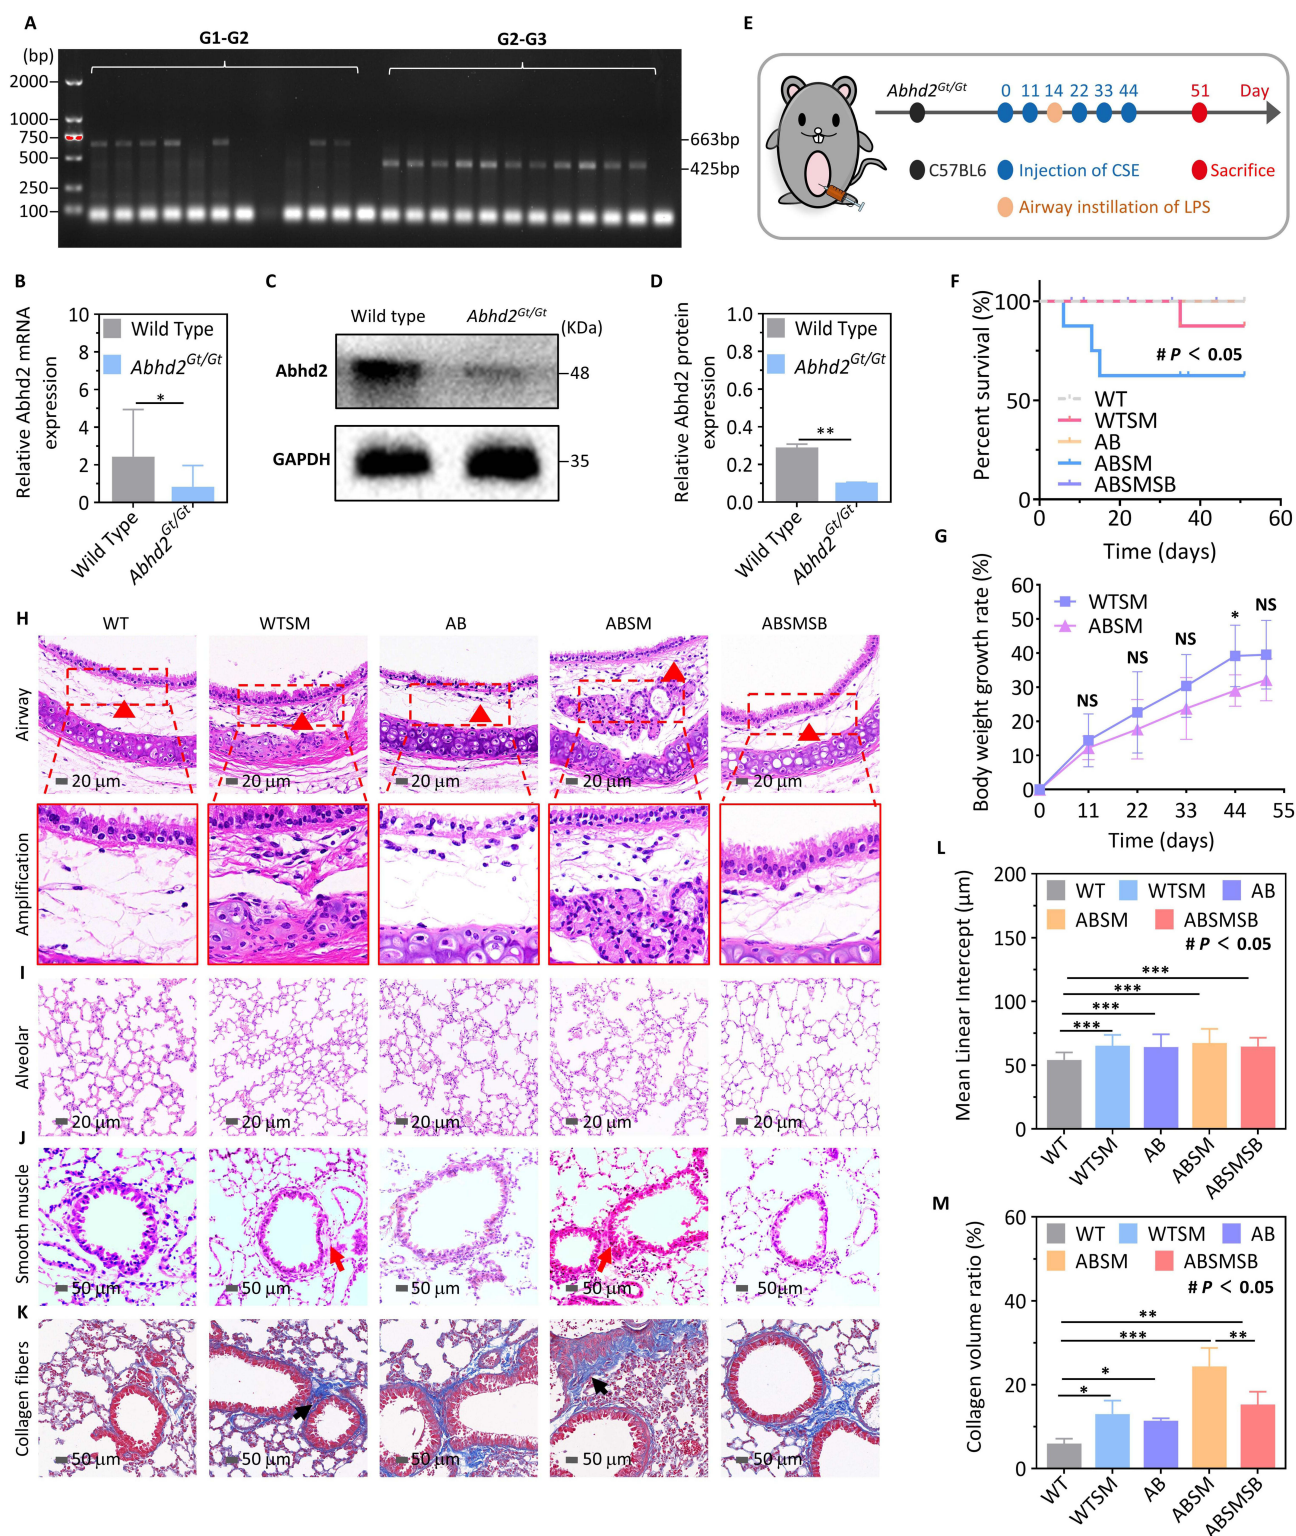 A
G1-G2
G2-G3
(bp)
2000
1000
750
500
250
100
663bp
425bp
E
Abhd2Gt/Gt
0 11 14 22 33 44
51
Day
C57BL6
Injection of CSE
Sacrifice
Airway instillation of LPS
B
Relative Abhd2 mRNA
expression
10
8
6
4
2
0
Wild Type
Abhd2Gt/Gt
*
Wild Type
Abhd2Gt/Gt
C
Wild type
Abhd2Gt/Gt
(KDa)
Abhd2
48
GAPDH
35
D
Relative Abhd2 protein
expression
1.0
0.8
0.6
0.4
0.2
0.0
Wild Type
Abhd2Gt/Gt
**
Wild Type
Abhd2Gt/Gt
F
Percent survival (%)
100
50
0
# P < 0.05
WT
WTSM
AB
ABSM
ABSMSB
0 20 40 60
Time (days)
G
Body weight growth rate (%)
60
50
40
30
20
10
0
WTSM
ABSM
NS
NS
NS
*
NS
0 11 22 33 44 55
Time (days)
H
WT WTSM AB ABSM ABSMSB
Airway
20 μm 20 μm 20 μm 20 μm 20 μm
Amplification
I
Alveolar
20 μm 20 μm 20 μm 20 μm 20 μm
J
Smooth muscle
50 μm 50 μm 50 μm 50 μm 50 μm
K
Collagen fibers
50 μm 50 μm 50 μm 50 μm 50 μm
L
Mean Linear Intercept (μm)
200
150
100
50
0
WT WTSM AB
ABSM ABSMSB
# P < 0.05
***
***
***
***
WT WTSM AB ABSM ABSMSB
M
Collagen volume ratio (%)
60
40
20
0
WT WTSM AB
ABSM ABSMSB
# P < 0.05
**
*** **
*
*
WT WTSM AB ABSM ABSMSB